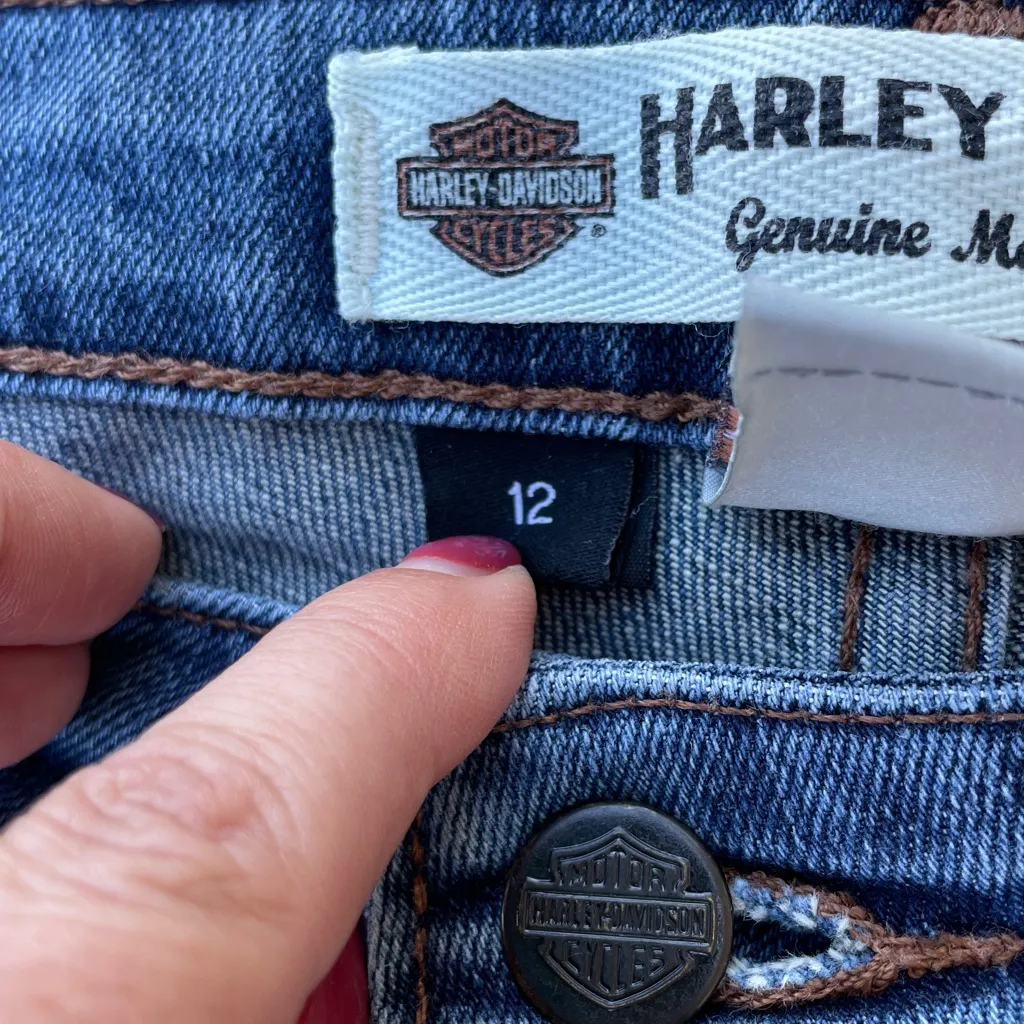 MOTOR
HARLEY-DAVIDSON
CYCLES
®
HARLEY
Genuine
12
MOTOR
HARLEY-DAVIDSON
CYCLES